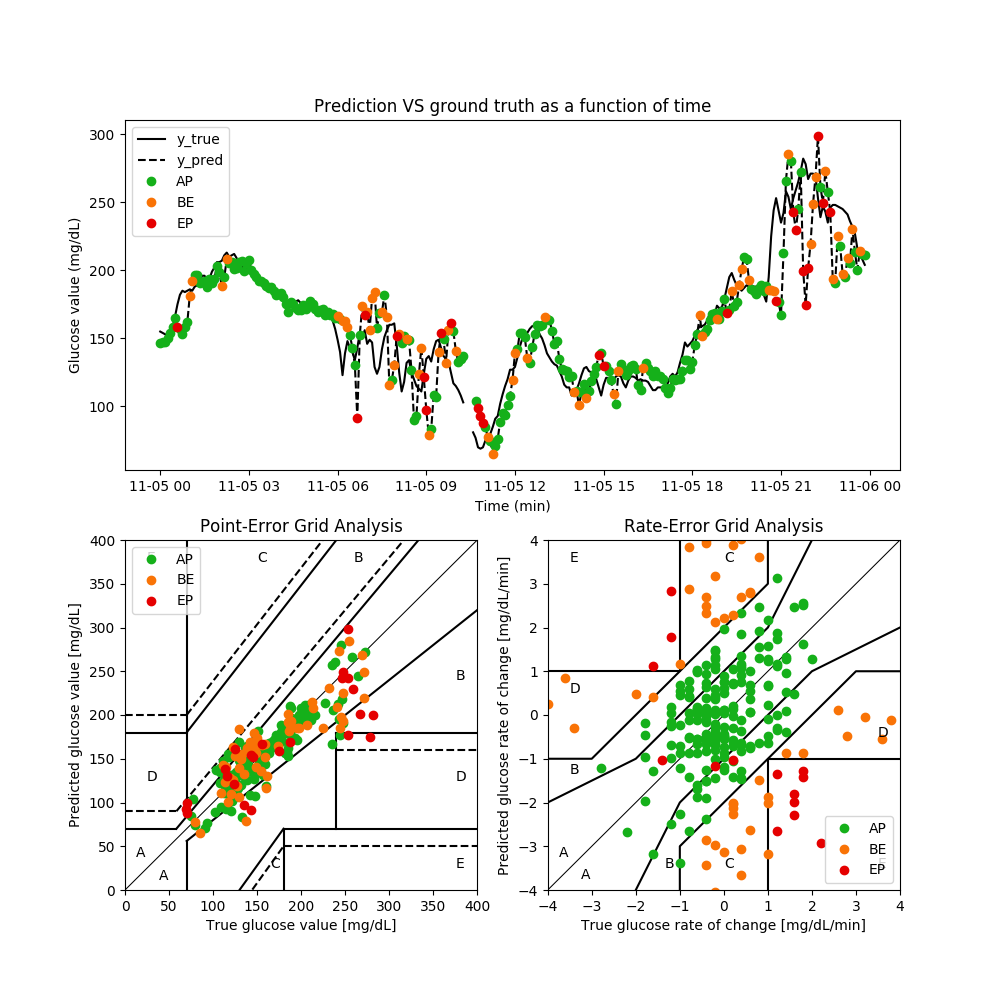 Prediction VS ground truth as a function of time
Glucose value (mg/dL)
300
250
200
150
100
y_true
y_pred
AP
BE
EP
11-05 00 11-05 03 11-05 06 11-05 09 11-05 12 11-05 15 11-05 18 11-05 21 11-06 00
Time (min)
Point-Error Grid Analysis
Predicted glucose value [mg/dL]
400
350
300
250
200
150
100
50
0
AP
BE
EP
E
C
B
B
D
D
A
A
C
E
0 50 100 150 200 250 300 350 400
True glucose value [mg/dL]
Rate-Error Grid Analysis
Predicted glucose rate of change [mg/dL/min]
4
3
2
1
0
−1
−2
−3
−4
E
C
D
D
B
A
A
B
C
E
AP
BE
EP
−4 −3 −2 −1 0 1 2 3 4
True glucose rate of change [mg/dL/min]